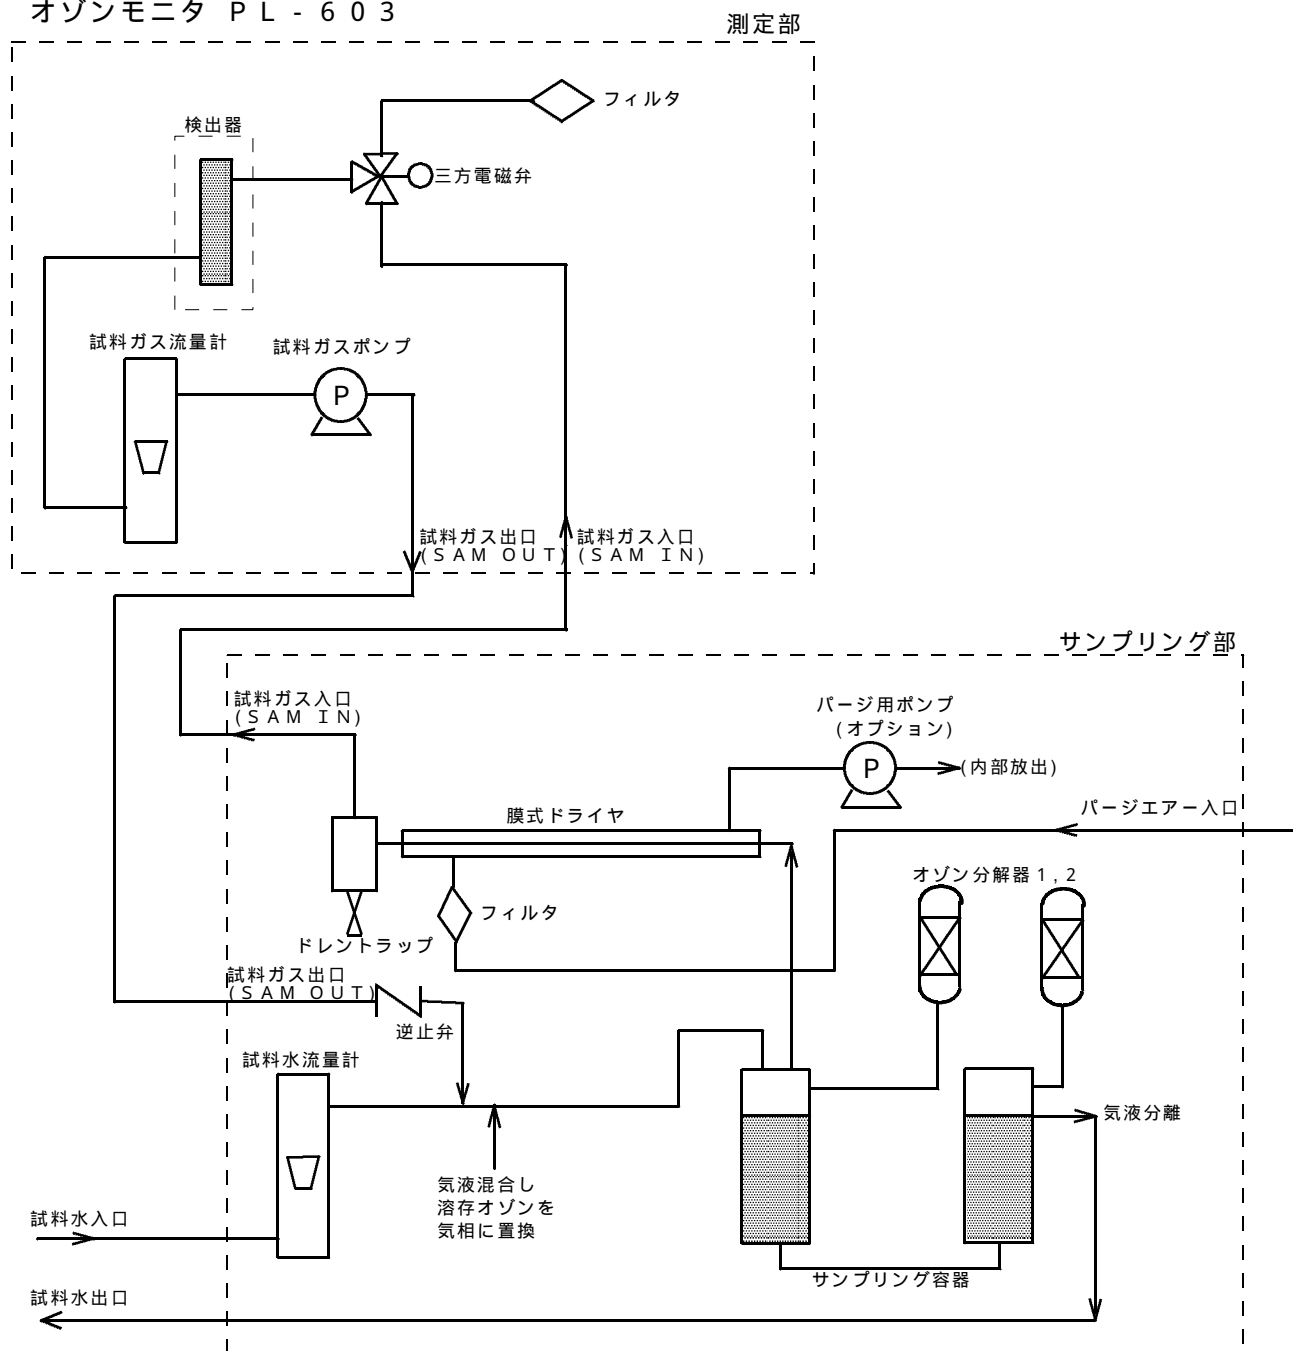 オゾンモニタ PL-603
測定部
フィルタ
検出器
三方電磁弁
試料ガス流量計
試料ガスポンプ
P
試料ガス出口
(SAM OUT)
試料ガス入口
(SAM IN)
サンプリング部
試料ガス入口
(SAM IN)
パージ用ポンプ
(オプション)
P
(内部放出)
パージエアー入口
膜式ドライヤ
オゾン分解器1,2
フィルタ
ドレントラップ
試料ガス出口
(SAM OUT)
逆止弁
試料水流量計
気液分離
気液混合し
溶存オゾンを
気相に置換
試料水入口
サンプリング容器
試料水出口